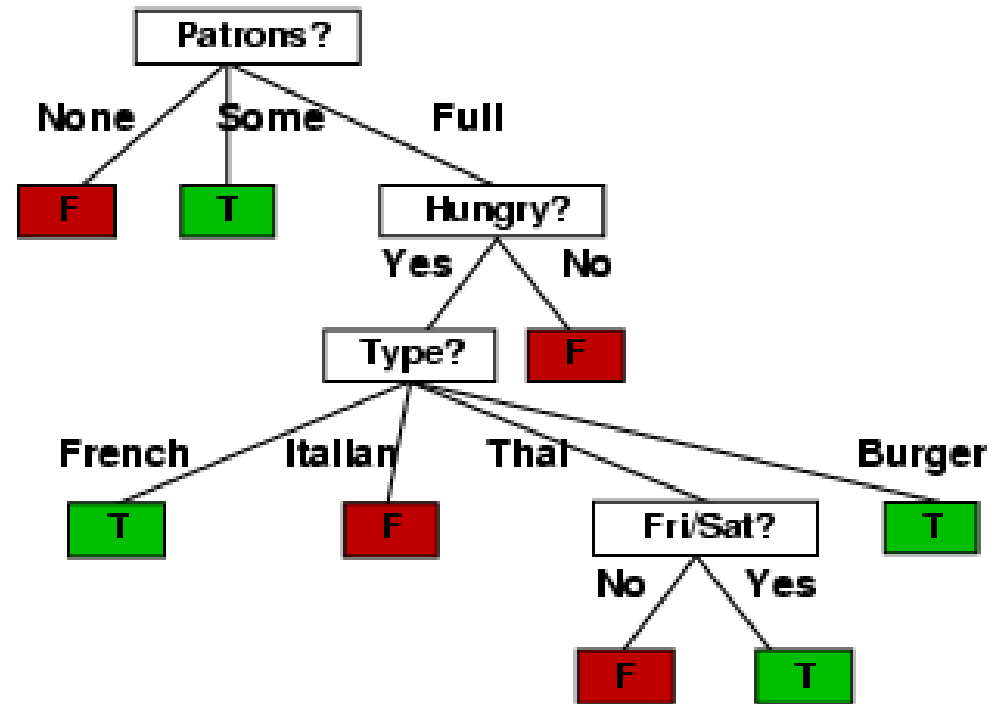 Patrons?
None Some Full
F T Hungry?
Yes No
Type? F
French Italian Thai Burger
T F Fri/Sat? T
No Yes
F T